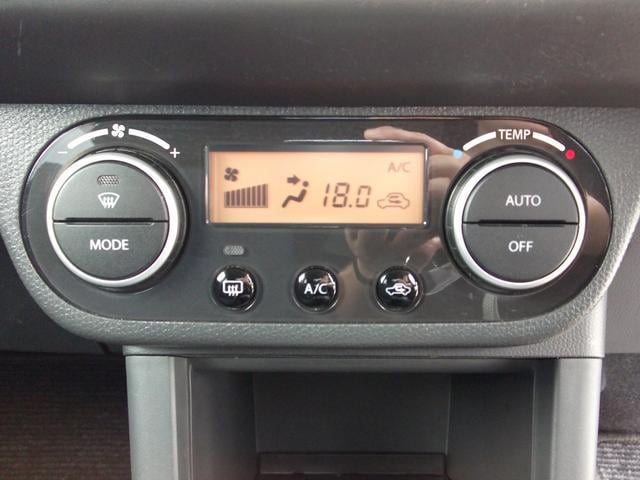 - +
MODE
A/C
18.0
A/C
TEMP
AUTO
OFF